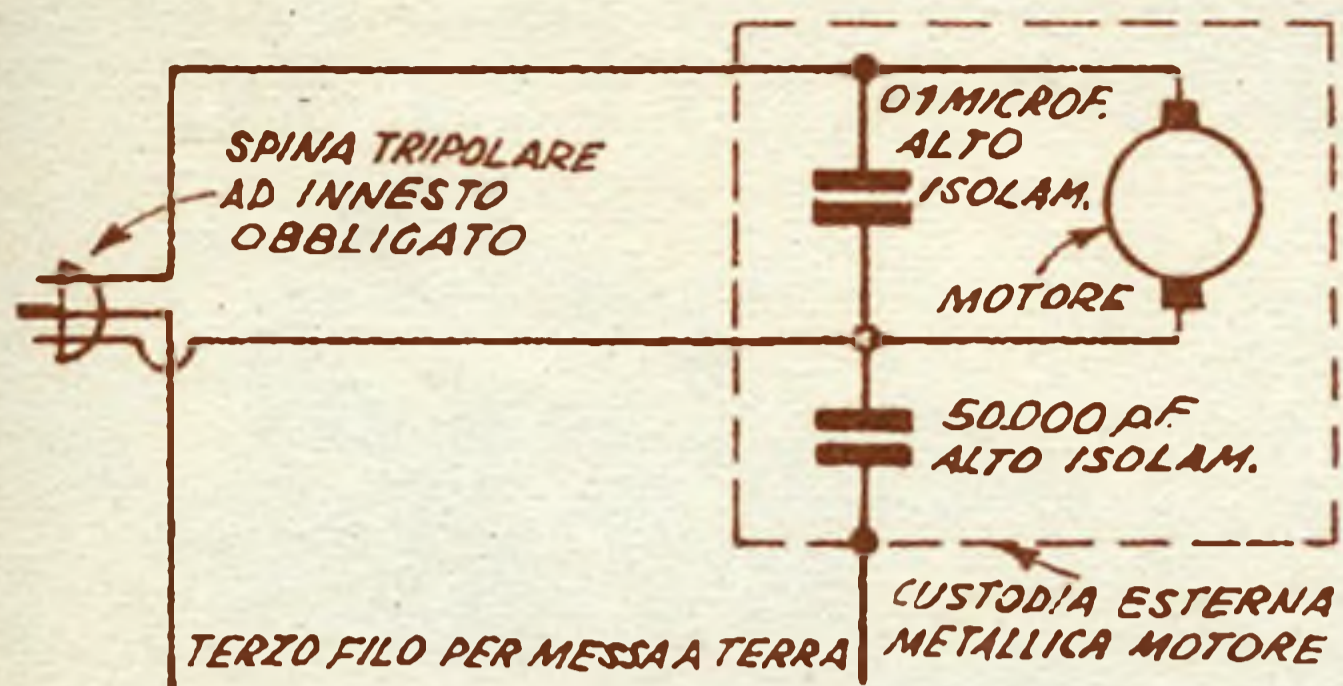 SPINA TRIPOLARE
AD INNESTO
OBBLIGATO
01 MICROF.
ALTO
ISOLAM.
MOTORE
50.000 pF.
ALTO ISOLAM.
CUSTODIA ESTERNA
METALLICA MOTORE
TERZO FILO PER MESSA A TERRA